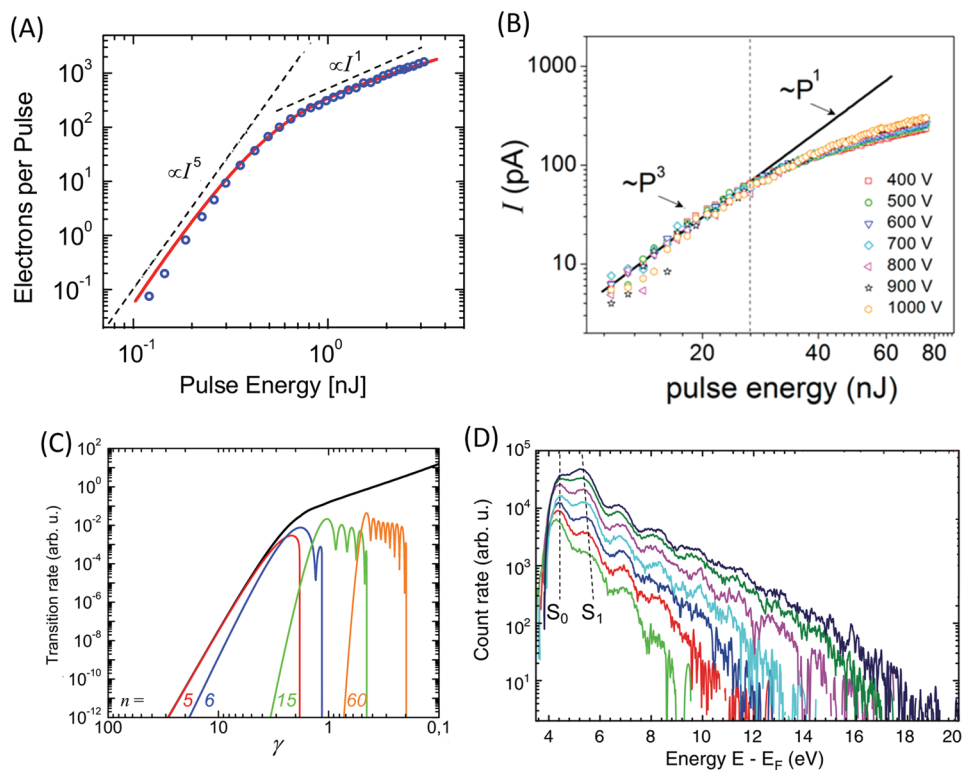 (A)
Electrons per Pulse
10³
10²
10¹
10⁰
10⁻¹
∝I⁵
∝I¹
10⁻¹
10⁰
Pulse Energy [nJ]
(B)
I (pA)
1000
100
10
~P³
~P¹
400 V
500 V
600 V
700 V
800 V
900 V
1000 V
20
40
60
80
pulse energy (nJ)
(C)
Transition rate (arb. u.)
10²
10⁰
10⁻²
10⁻⁴
10⁻⁶
10⁻⁸
10⁻¹⁰
10⁻¹²
n= 5 6 15 60
100 10 1 0,1
γ
(D)
Count rate (arb. u.)
10⁵
10⁴
10³
10²
10¹
S₀ S₁
4 6 8 10 12 14 16 18 20
Energy E - E_F (eV)